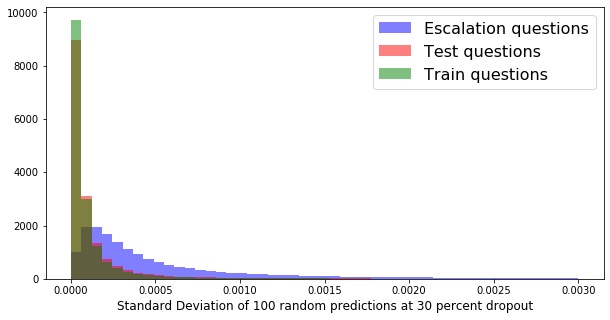 10000
8000
6000
4000
2000
0
Escalation questions
Test questions
Train questions
0.0000 0.0005 0.0010 0.0015 0.0020 0.0025 0.0030
Standard Deviation of 100 random predictions at 30 percent dropout